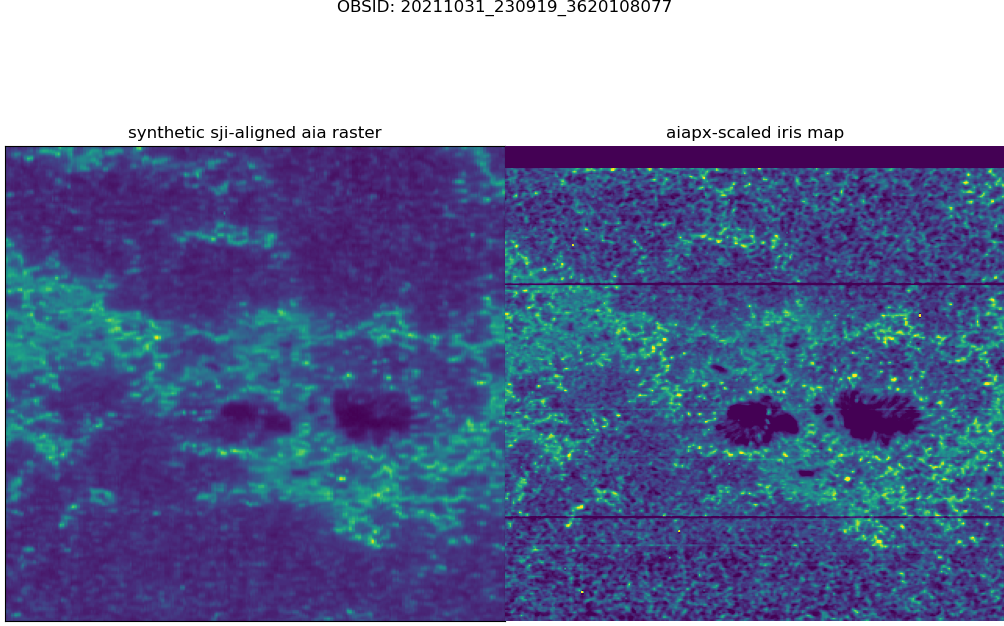 OBSID: 20211031_230919_3620108077
synthetic sji-aligned aia raster
aiapx-scaled iris map